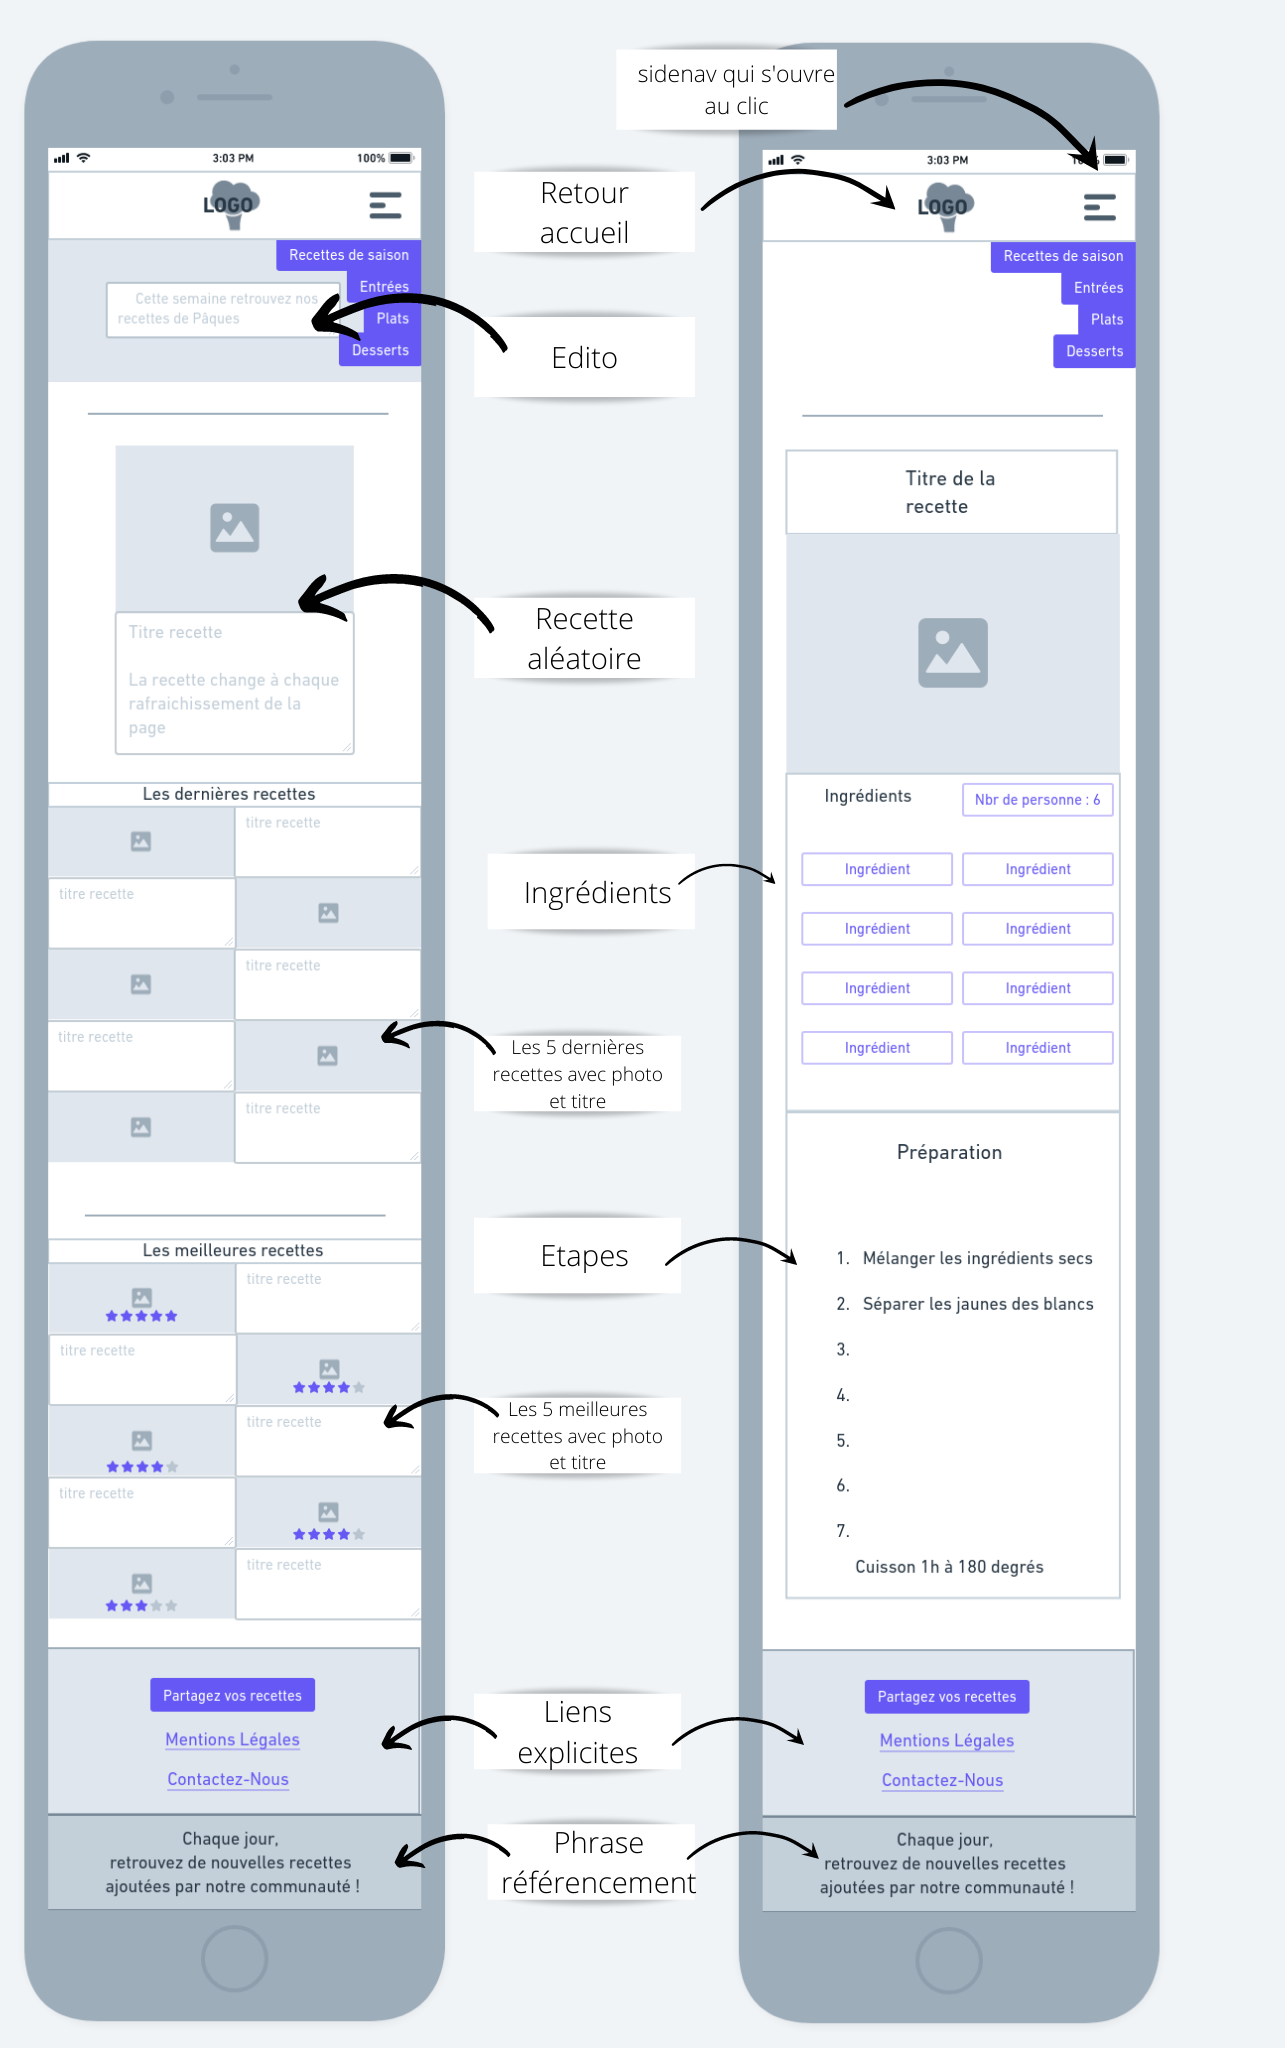 3:03 PM
100%
LOGO
Recettes de saison
Entrées
Plats
Desserts
Cette semaine retrouvez nos
recettes de Pâques
Titre recette
La recette change à chaque
rafraichissement de la
page
Les dernières recettes
titre recette
titre recette
titre recette
titre recette
titre recette
Les meilleures recettes
titre recette
titre recette
titre recette
titre recette
titre recette
Partagez vos recettes
Mentions Légales
Contactez-Nous
Chaque jour,
retrouvez de nouvelles recettes
ajoutées par notre communauté !
sidenav qui s'ouvre
au clic
Retour
accueil
Edito
Recette
aléatoire
Ingrédients
Les 5 dernières
recettes avec photo
et titre
Etapes
Les 5 meilleures
recettes avec photo
et titre
Liens
explicites
Phrase
référencement
3:03 PM
LOGO
Recettes de saison
Entrées
Plats
Desserts
Titre de la
recette
Ingrédients
Nbr de personne : 6
Ingrédient
Ingrédient
Ingrédient
Ingrédient
Ingrédient
Ingrédient
Ingrédient
Ingrédient
Préparation
1. Mélanger les ingrédients secs
2. Séparer les jaunes des blancs
3.
4.
5.
6.
7.
Cuisson 1h à 180 degrés
Partagez vos recettes
Mentions Légales
Contactez-Nous
Chaque jour,
retrouvez de nouvelles recettes
ajoutées par notre communauté !